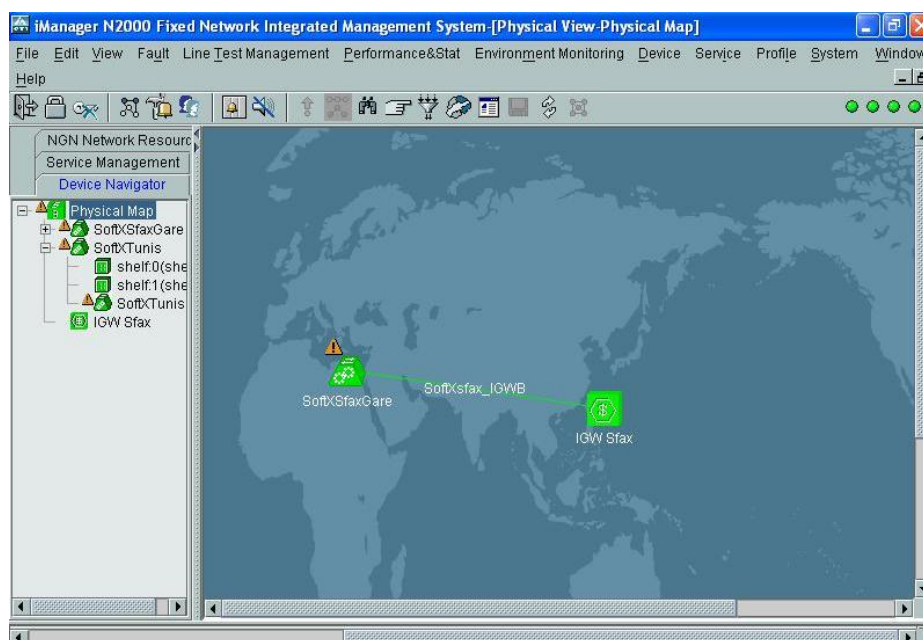 iManager N2000 Fixed Network Integrated Management System-[Physical View-Physical Map]
File Edit View Fault Line Test Management Performance&Stat Environment Monitoring Device Service Profile System Window
Help
NGN Network Resourc
Service Management
Device Navigator
Physical Map
SoftXSfaxGare
SoftXTunis
shelf:0(she
shelf:1(she
SoftXTunis
IGW Sfax
SoftXsfax_IGWB
SoftXSfaxGare
IGW Sfax